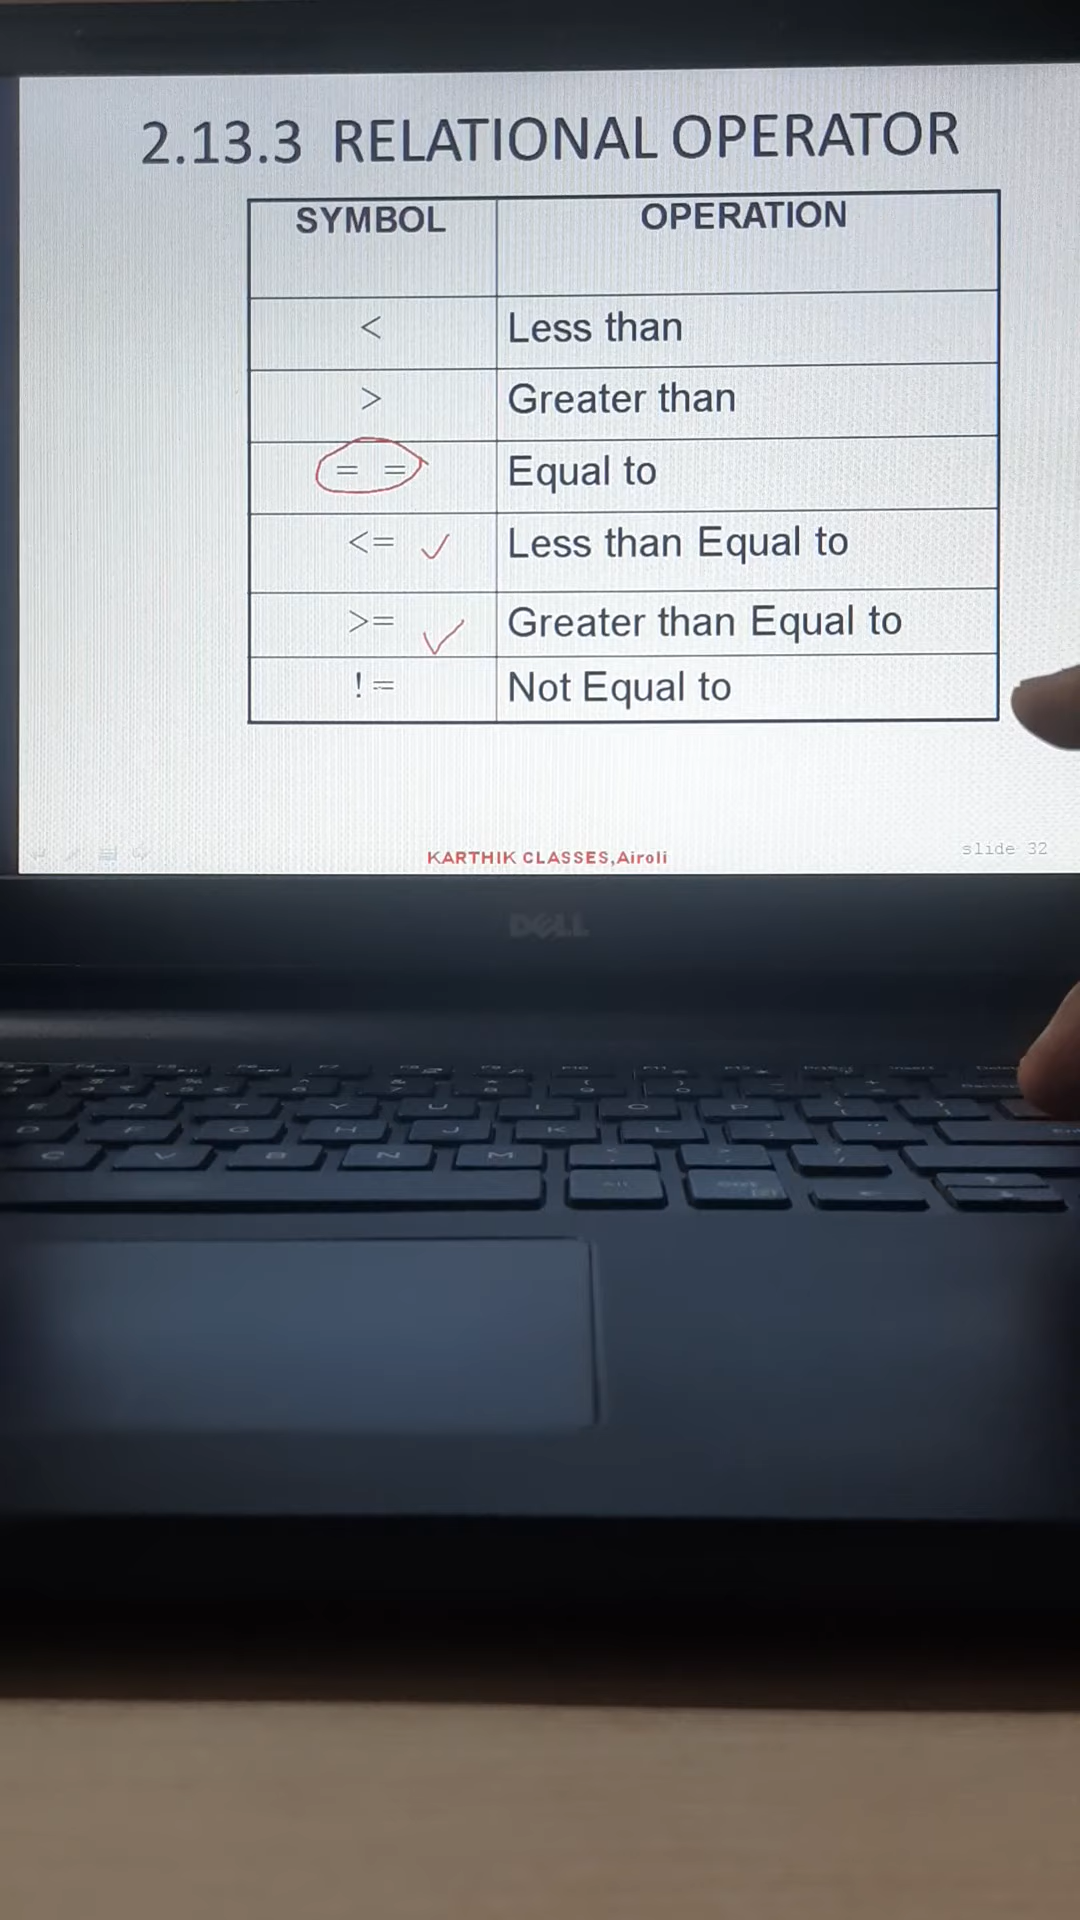 2.13.3 RELATIONAL OPERATOR
SYMBOL OPERATION
< Less than
> Greater than
= = Equal to
<= Less than Equal to
>= Greater than Equal to
!= Not Equal to
KARTHIK CLASSES,Airoli
slide 32
DELL
R T Y U I O P
D F G H J K L
C V B N M